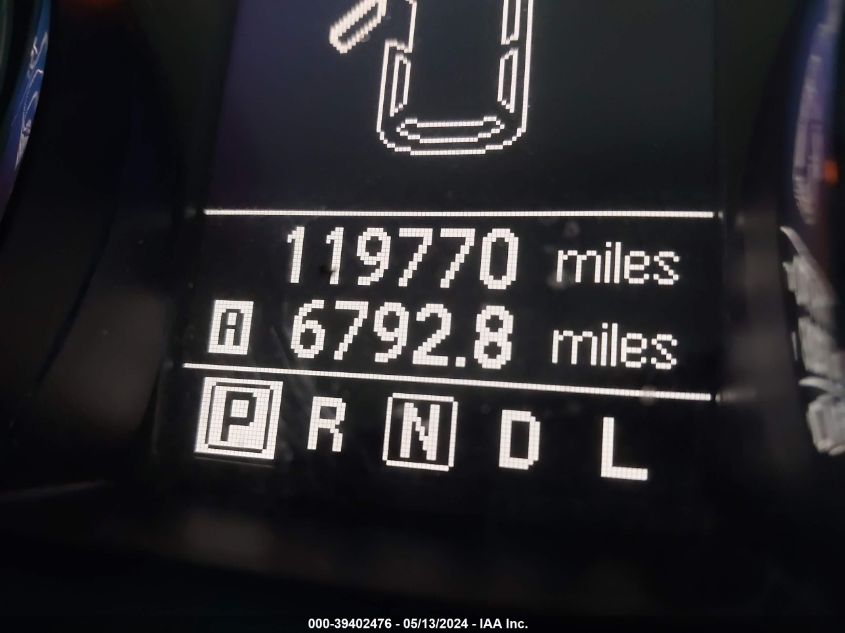 119770 miles
A 6792.8 miles
P R N D L
000-39402476 - 05/13/2024 - IAA Inc.